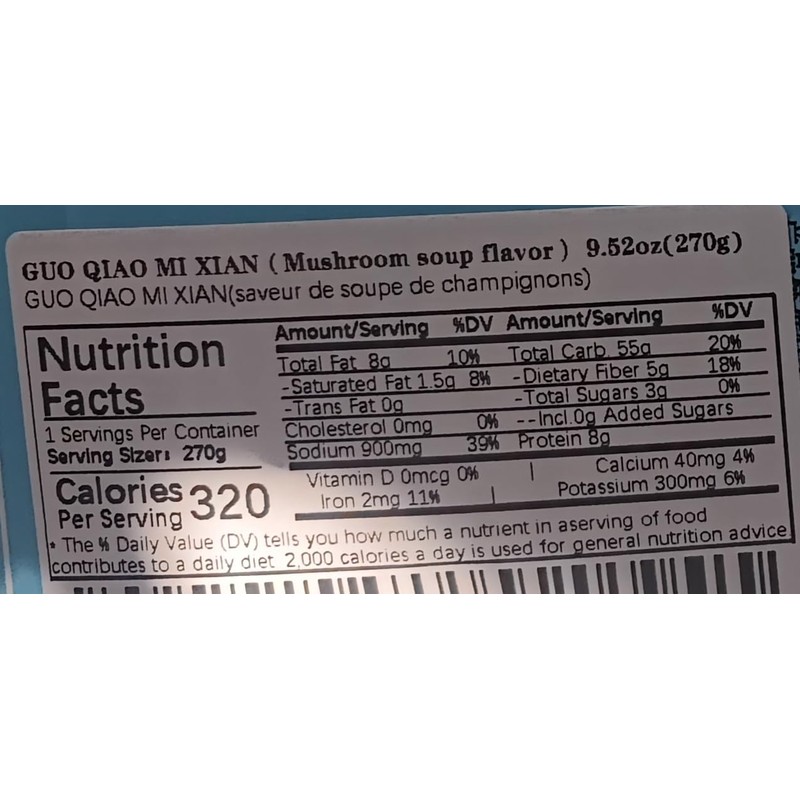 GUO QIAO MI XIAN ( Mushroom soup flavor ) 9.52oz(270g)
GUO QIAO MI XIAN(saveur de soupe de champignons)
Nutrition
Facts
1 Servings Per Container
Serving Sizer: 270g
Calories 320
Per Serving
Amount/Serving %DV Amount/Serving %DV
Total Fat 8g 10% Total Carb. 55g 20%
-Saturated Fat 1.5g 8% -Dietary Fiber 5g 18%
-Trans Fat 0g -Total Sugars 3g 0%
Cholesterol 0mg 0% --Incl.0g Added Sugars
Sodium 900mg 39% Protein 8g
Vitamin D 0mcg 0% | Calcium 40mg 4%
Iron 2mg 11% | Potassium 300mg 6%
* The % Daily Value (DV) tells you how much a nutrient in aserving of food
contributes to a daily diet 2,000 calories a day is used for general nutrition advice